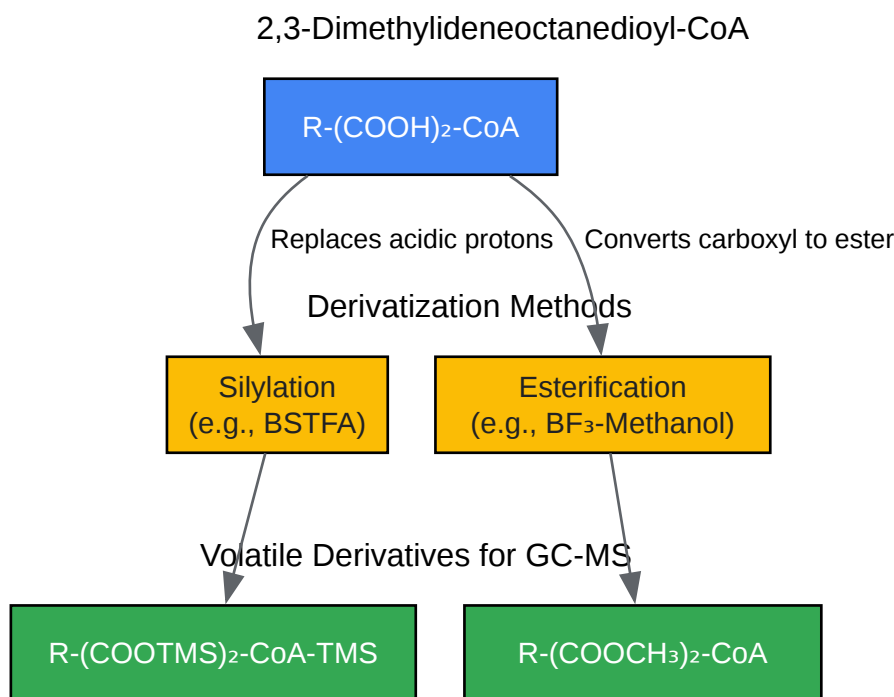 2,3-Dimethylideneoctanedioyl-CoA
R-(COOH)₂-CoA
Replaces acidic protons
Converts carboxyl to ester
Derivatization Methods
Silylation
(e.g., BSTFA)
Esterification
(e.g., BF₃-Methanol)
Volatile Derivatives for GC-MS
R-(COOTMS)₂-CoA-TMS
R-(COOCH₃)₂-CoA